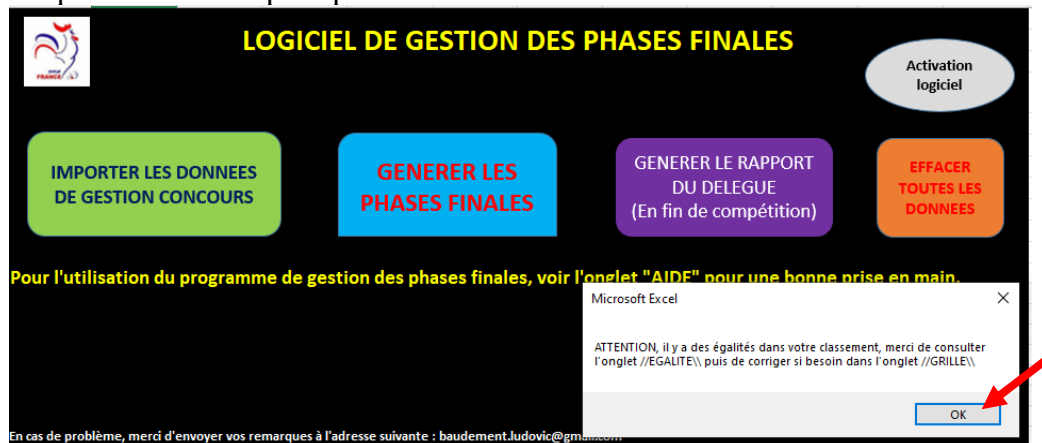 LOGICIEL DE GESTION DES PHASES FINALES
FRANCE
Activation
logiciel
IMPORTER LES DONNEES
DE GESTION CONCOURS
GENERER LES
PHASES FINALES
GENERER LE RAPPORT
DU DELEGUE
(En fin de compétition)
EFFACER
TOUTES LES
DONNEES
Pour l'utilisation du programme de gestion des phases finales, voir l'onglet "AIDE" pour une bonne prise en main.
Microsoft Excel
ATTENTION, il y a des égalités dans votre classement, merci de consulter
l'onglet //EGALITE\\ puis de corriger si besoin dans l'onglet //GRILLE\\
OK
En cas de problème, merci d'envoyer vos remarques à l'adresse suivante : baudement.ludovic@gmail.com